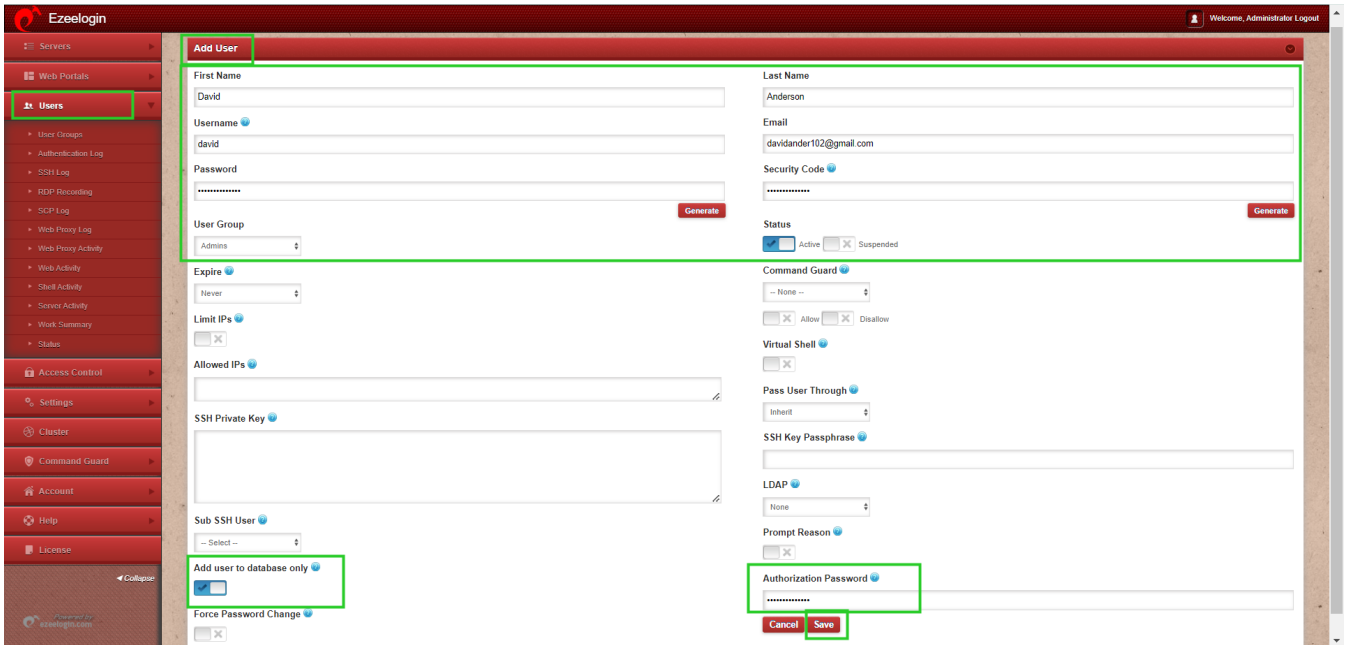 Ezeelogin
Welcome, Administrator Logout
Servers
Web Portals
Users
User Groups
Authentication Log
SSH Log
RDP Recording
SCP Log
Web Proxy Log
Web Proxy Activity
Web Activity
Shell Activity
Server Activity
Work Summary
Status
Access Control
Settings
Cluster
Command Guard
Account
Help
License
Collapse
Powered by
ezeelogin.com
Add User
First Name
David
Last Name
Anderson
Username
david
Email
davidander102@gmail.com
Password
••••••••••••••
Generate
Security Code
••••••••••••••
Generate
User Group
Admins
Status
Active Suspended
Expire
Never
Command Guard
-- None --
Allow Disallow
Limit IPs
Virtual Shell
Allowed IPs
Pass User Through
Inherit
SSH Private Key
SSH Key Passphrase
LDAP
None
Sub SSH User
-- Select --
Prompt Reason
Add user to database only
Authorization Password
••••••••••••••
Force Password Change
Cancel Save